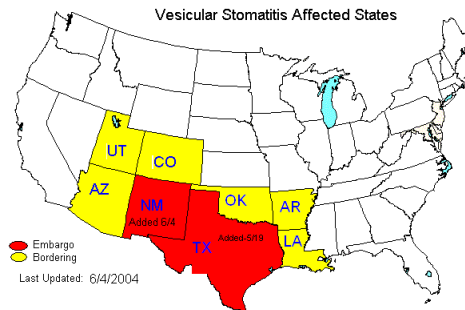 Vesicular Stomatitis Affected States
UT
CO
AZ
NM
Added 6/4
OK
AR
TX
Added-5/19
LA
Embargo
Bordering
Last Updated: 6/4/2004